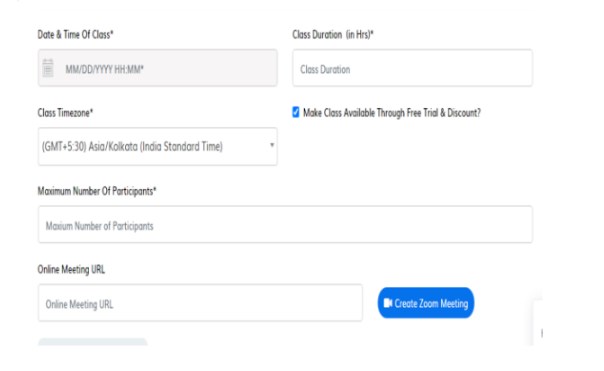 Date & Time Of Class* Class Duration (in Hrs)*
MM/DD/YYYY HH:MM* Class Duration
Class Timezone* Make Class Available Through Free Trial & Discount?
(GMT+5:30) Asia/Kolkata (India Standard Time)
Maximum Number Of Participants*
Maxium Number of Participants
Online Meeting URL
Online Meeting URL Create Zoom Meeting